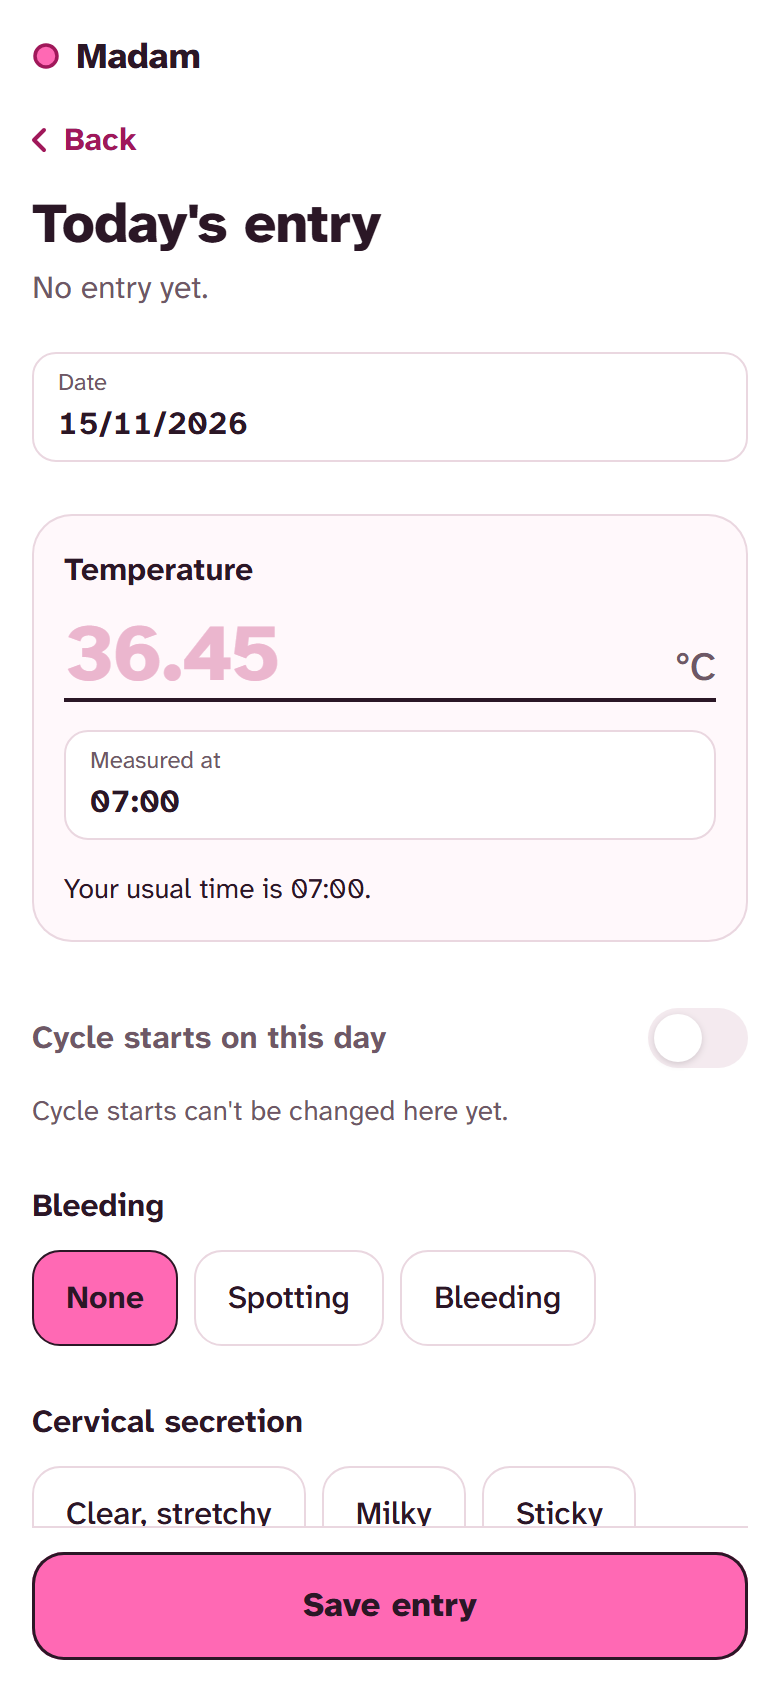 Madam
Back
Today's entry
No entry yet.
Date
15/11/2026
Temperature
36.45 °C
Measured at
07:00
Your usual time is 07:00.
Cycle starts on this day
Cycle starts can't be changed here yet.
Bleeding
None Spotting Bleeding
Cervical secretion
Clear, stretchy Milky Sticky
Save entry